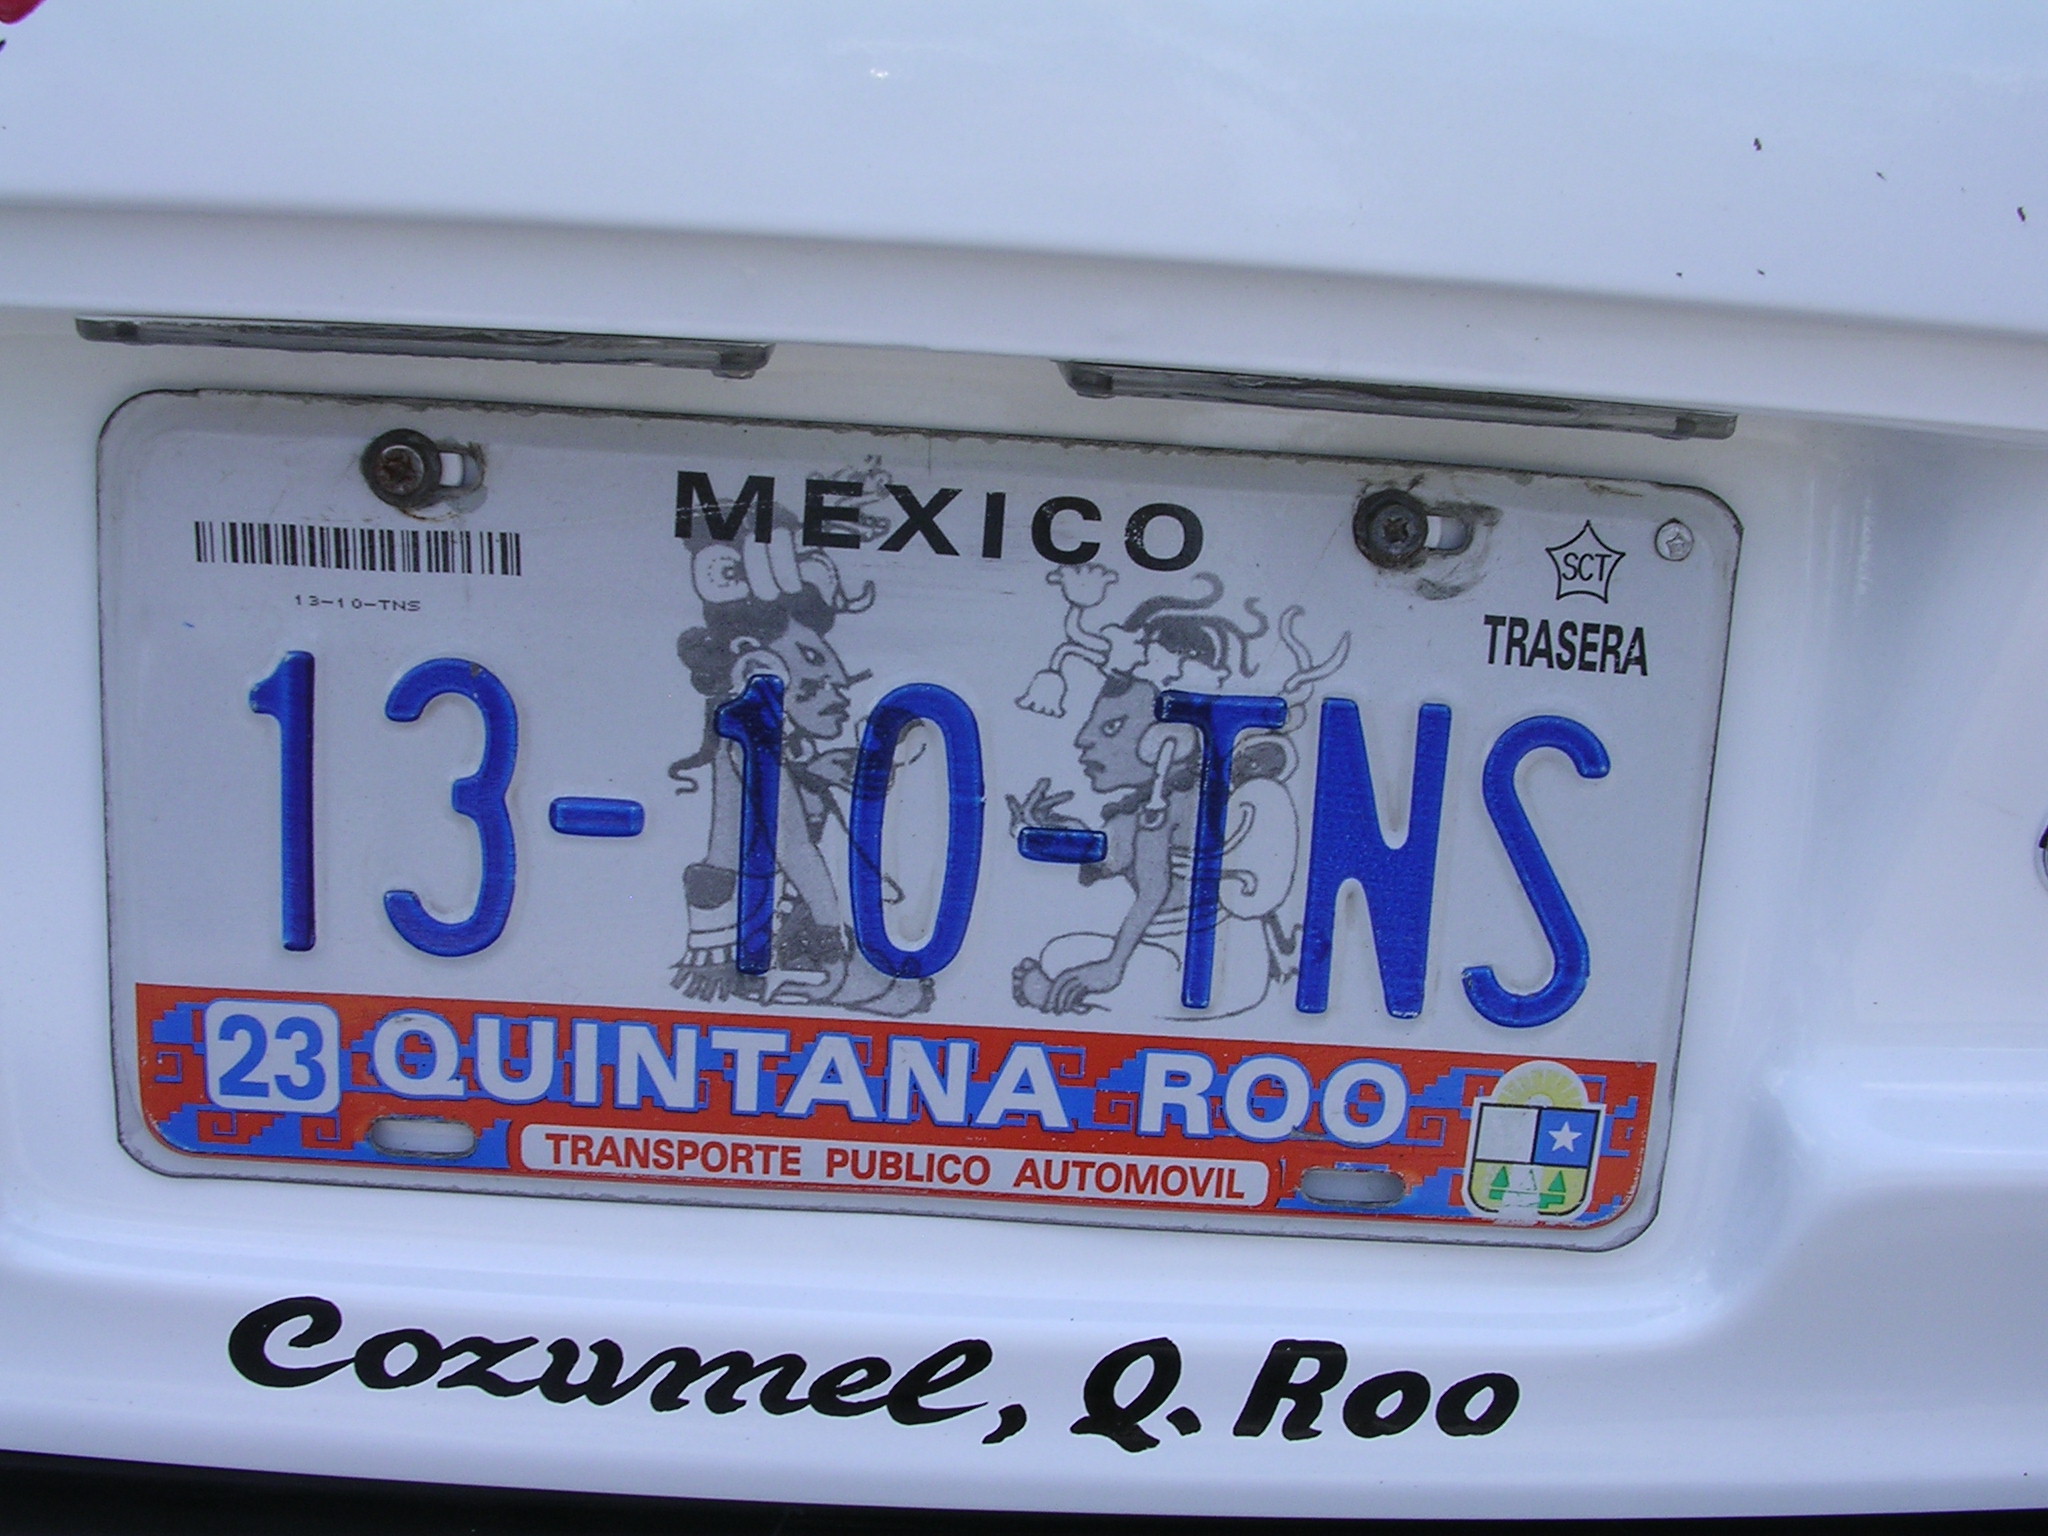 MEXICO
SCT
13-10-TNS
TRASERA
13-10-TNS
23 QUINTANA ROO
TRANSPORTE PUBLICO AUTOMOVIL
Cozumel, Q. Roo